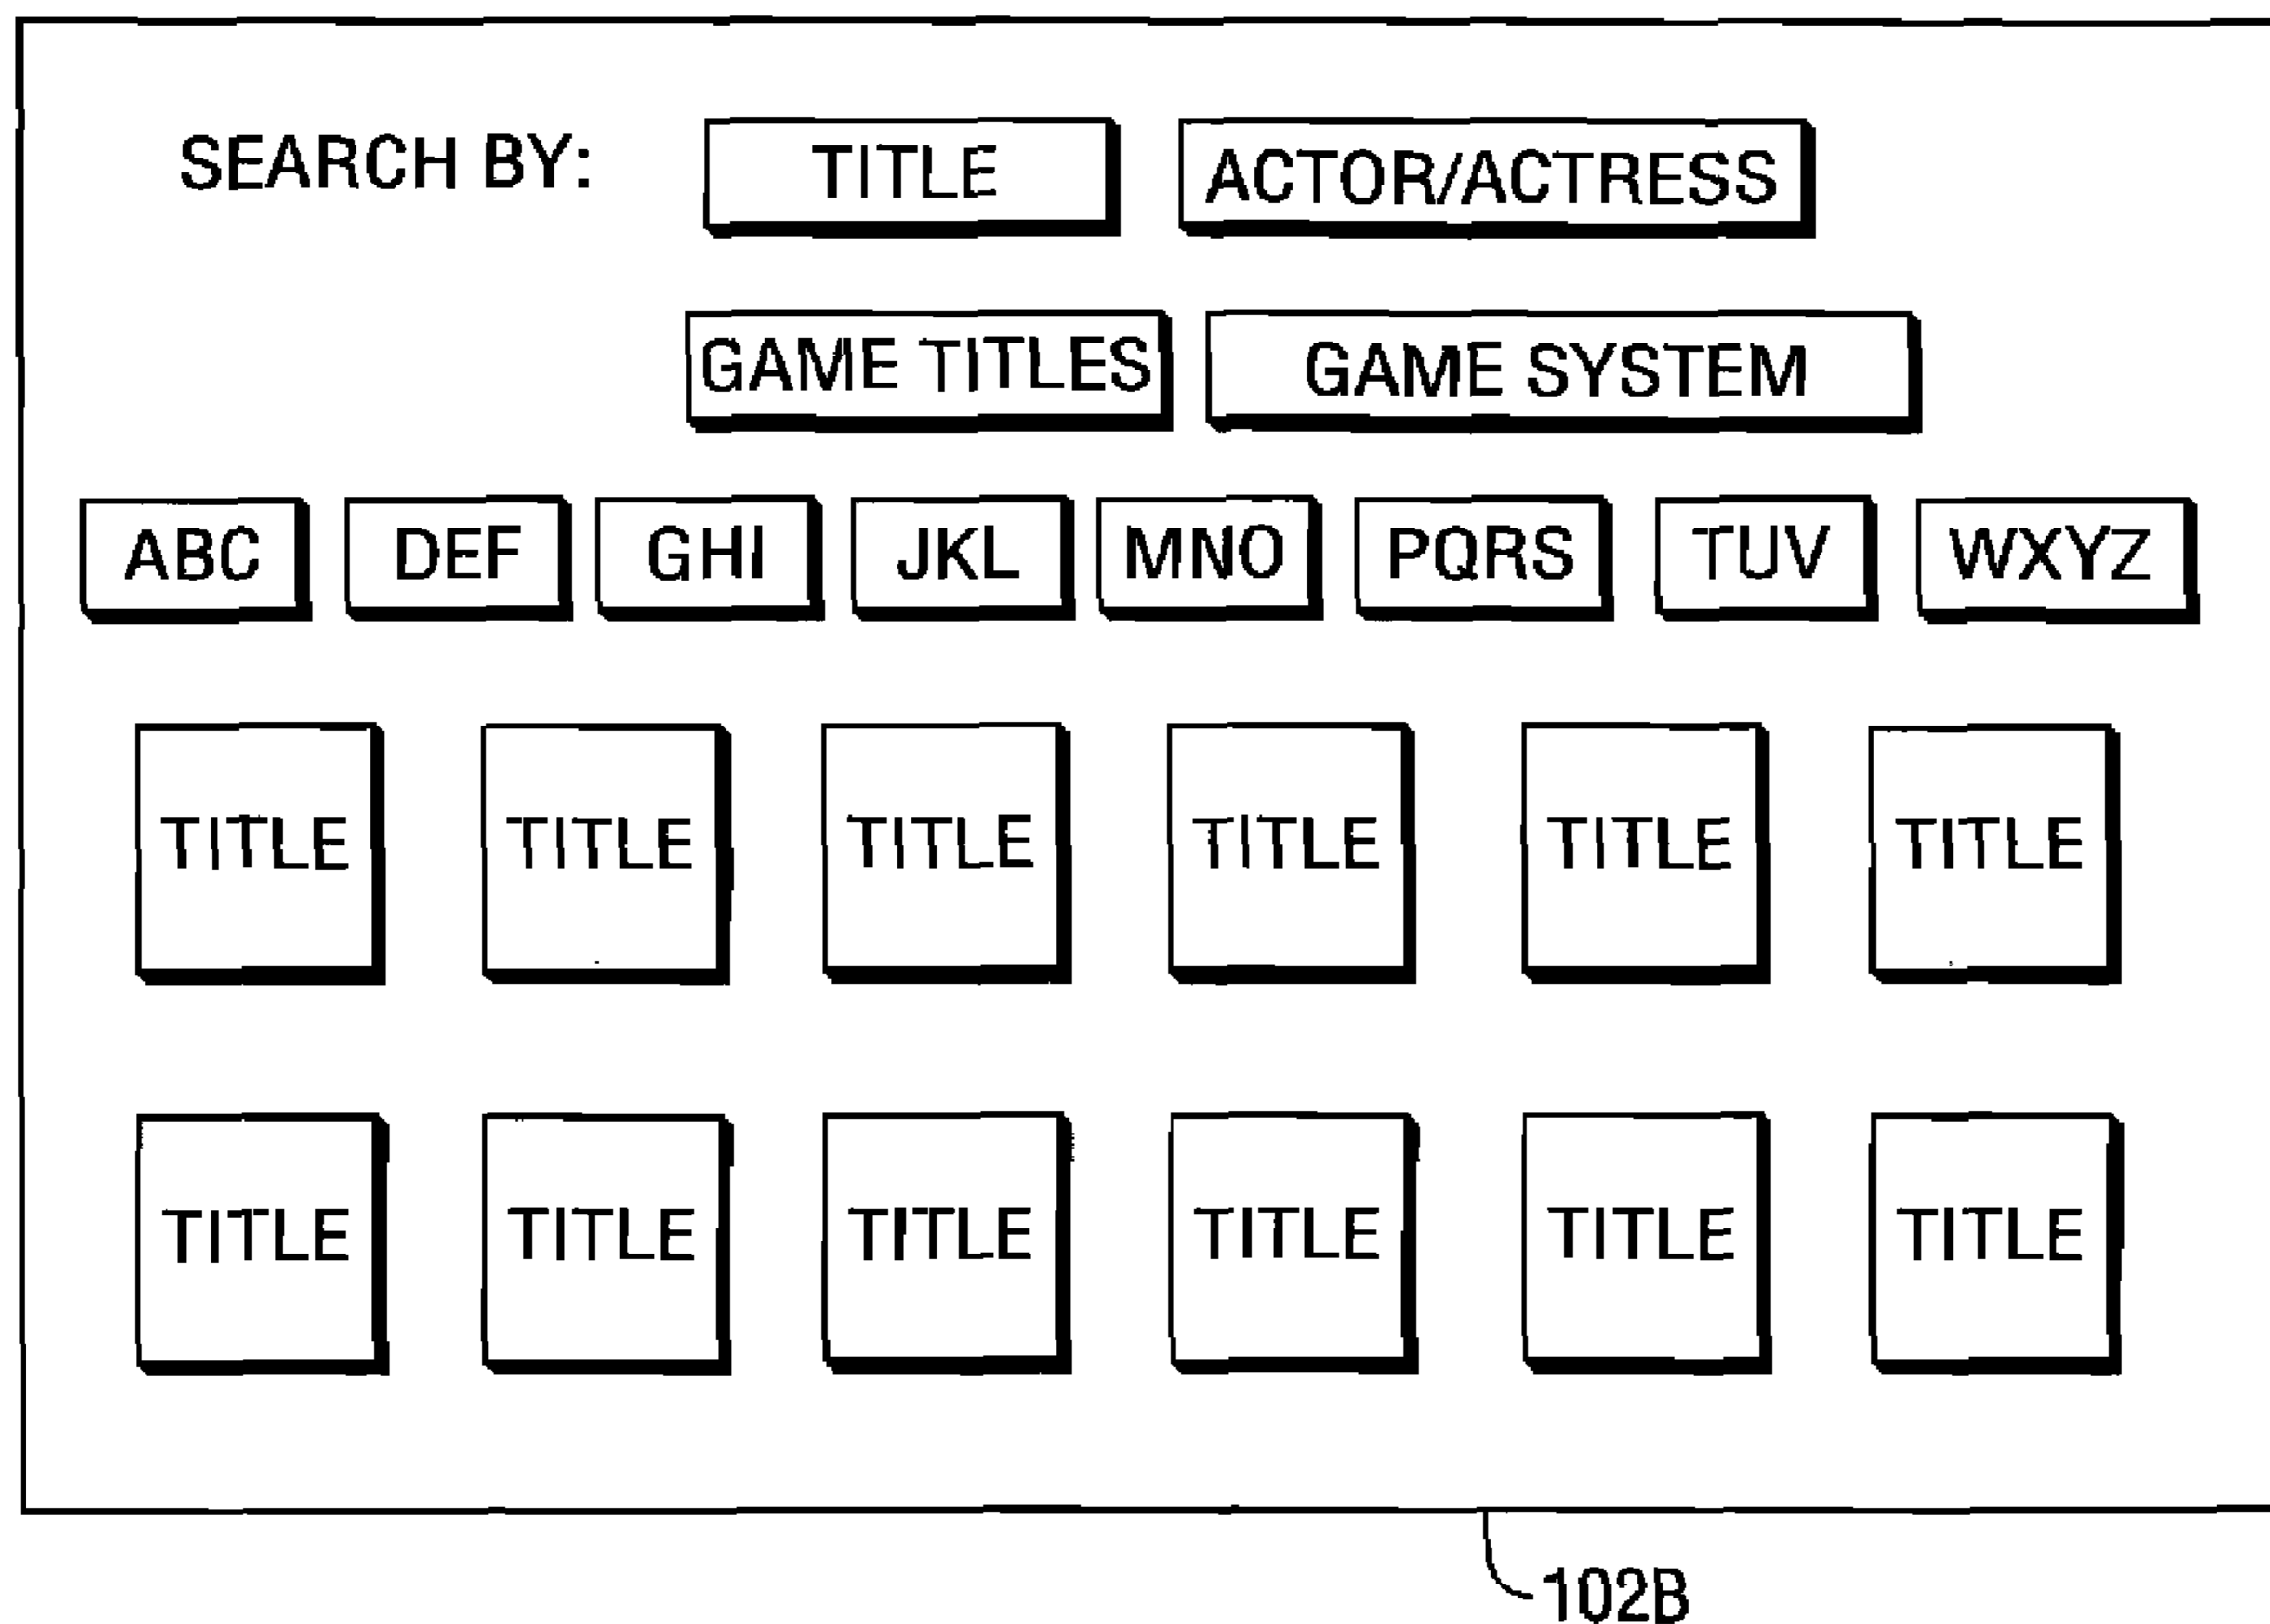 SEARCH BY: TITLE ACTOR/ACTRESS
GAME TITLES GAME SYSTEM
ABC DEF GHI JKL MNO PQRS TUV WXYZ
TITLE TITLE TITLE TITLE TITLE TITLE
TITLE TITLE TITLE TITLE TITLE TITLE
102B